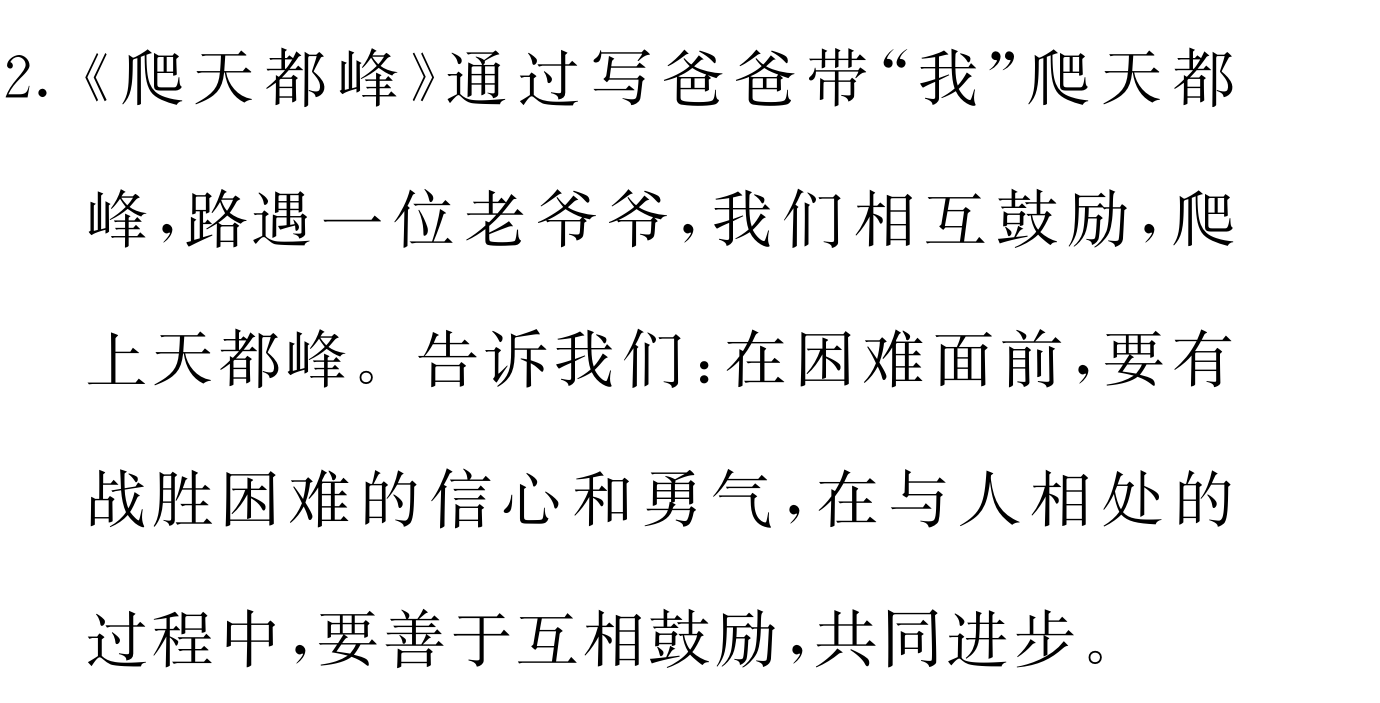 2.《爬天都峰》通过写爸爸带“我”爬天都
峰,路遇一位老爷爷,我们相互鼓励,爬
上天都峰。告诉我们:在困难面前,要有
战胜困难的信心和勇气,在与人相处的
过程中,要善于互相鼓励,共同进步。